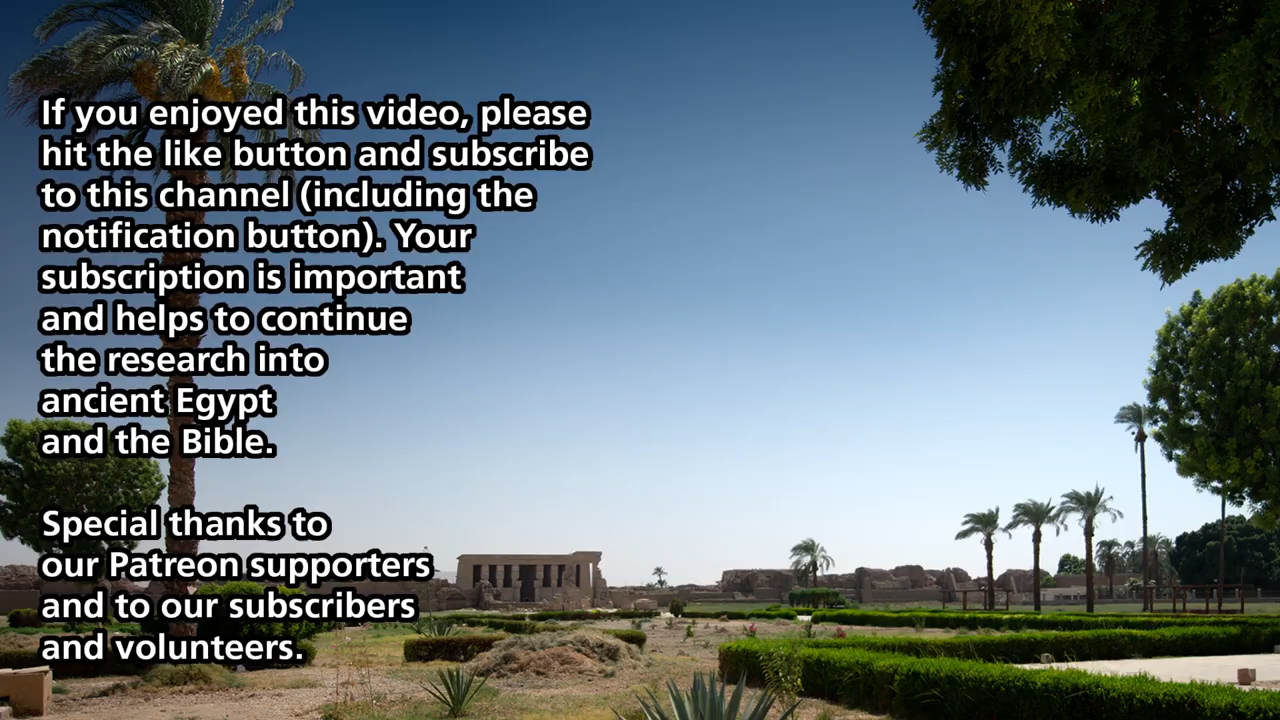 If you enjoyed this video, please
hit the like button and subscribe
to this channel (including the
notification button). Your
subscription is important
and helps to continue
the research into
ancient Egypt
and the Bible.
Special thanks to
our Patreon supporters
and to our subscribers
and volunteers.